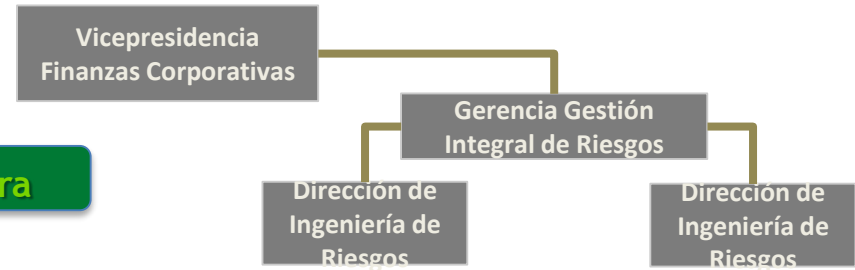 Vicepresidencia
Finanzas Corporativas
Gerencia Gestión
Integral de Riesgos
ra
Dirección de
Ingeniería de
Riesgos
Dirección de
Ingeniería de
Riesgos